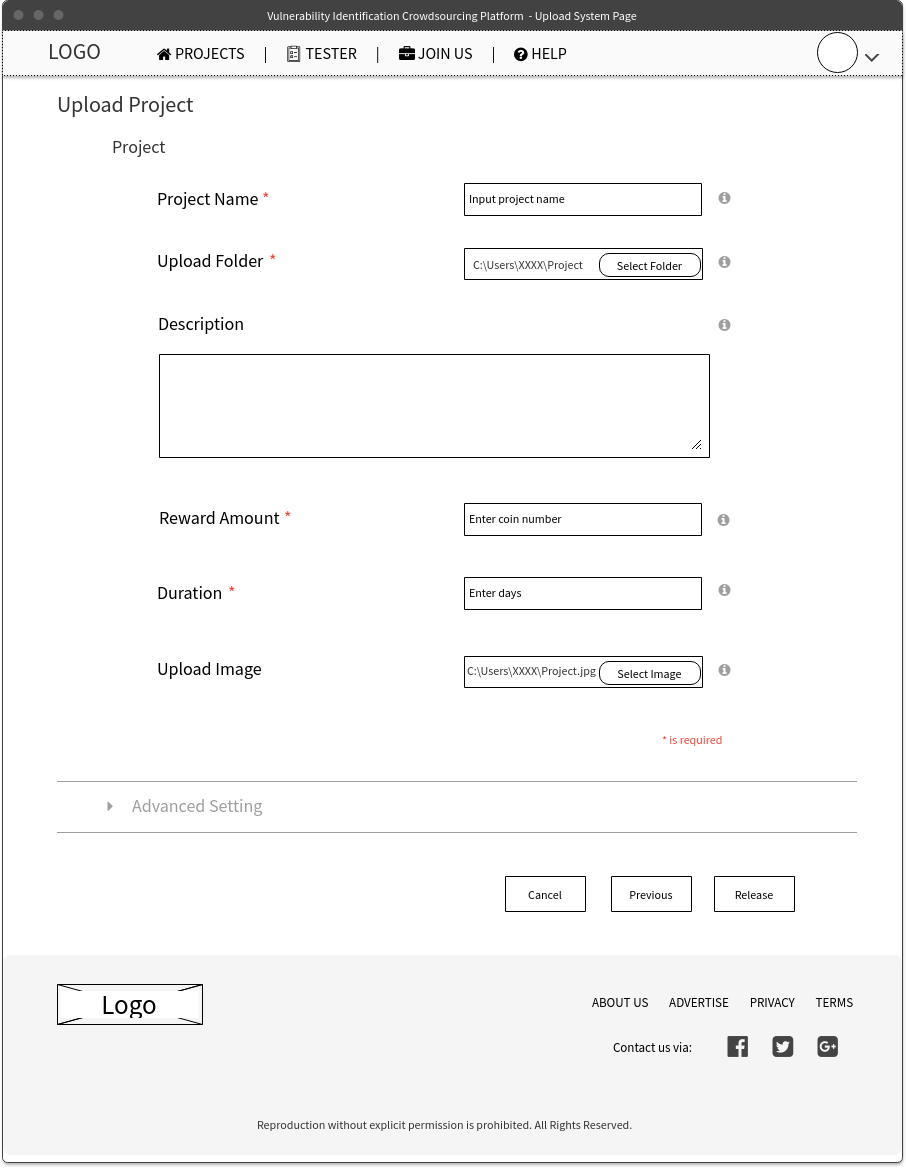 Vulnerability Identification Crowdsourcing Platform - Upload System Page
LOGO PROJECTS | TESTER | JOIN US | HELP
Upload Project
Project
Project Name * Input project name
Upload Folder * C:\Users\XXXX\Project Select Folder
Description
Reward Amount * Enter coin number
Duration * Enter days
Upload Image C:\Users\XXXX\Project.jpg Select Image
* is required
Advanced Setting
Cancel Previous Release
Logo
ABOUT US ADVERTISE PRIVACY TERMS
Contact us via:
Reproduction without explicit permission is prohibited. All Rights Reserved.